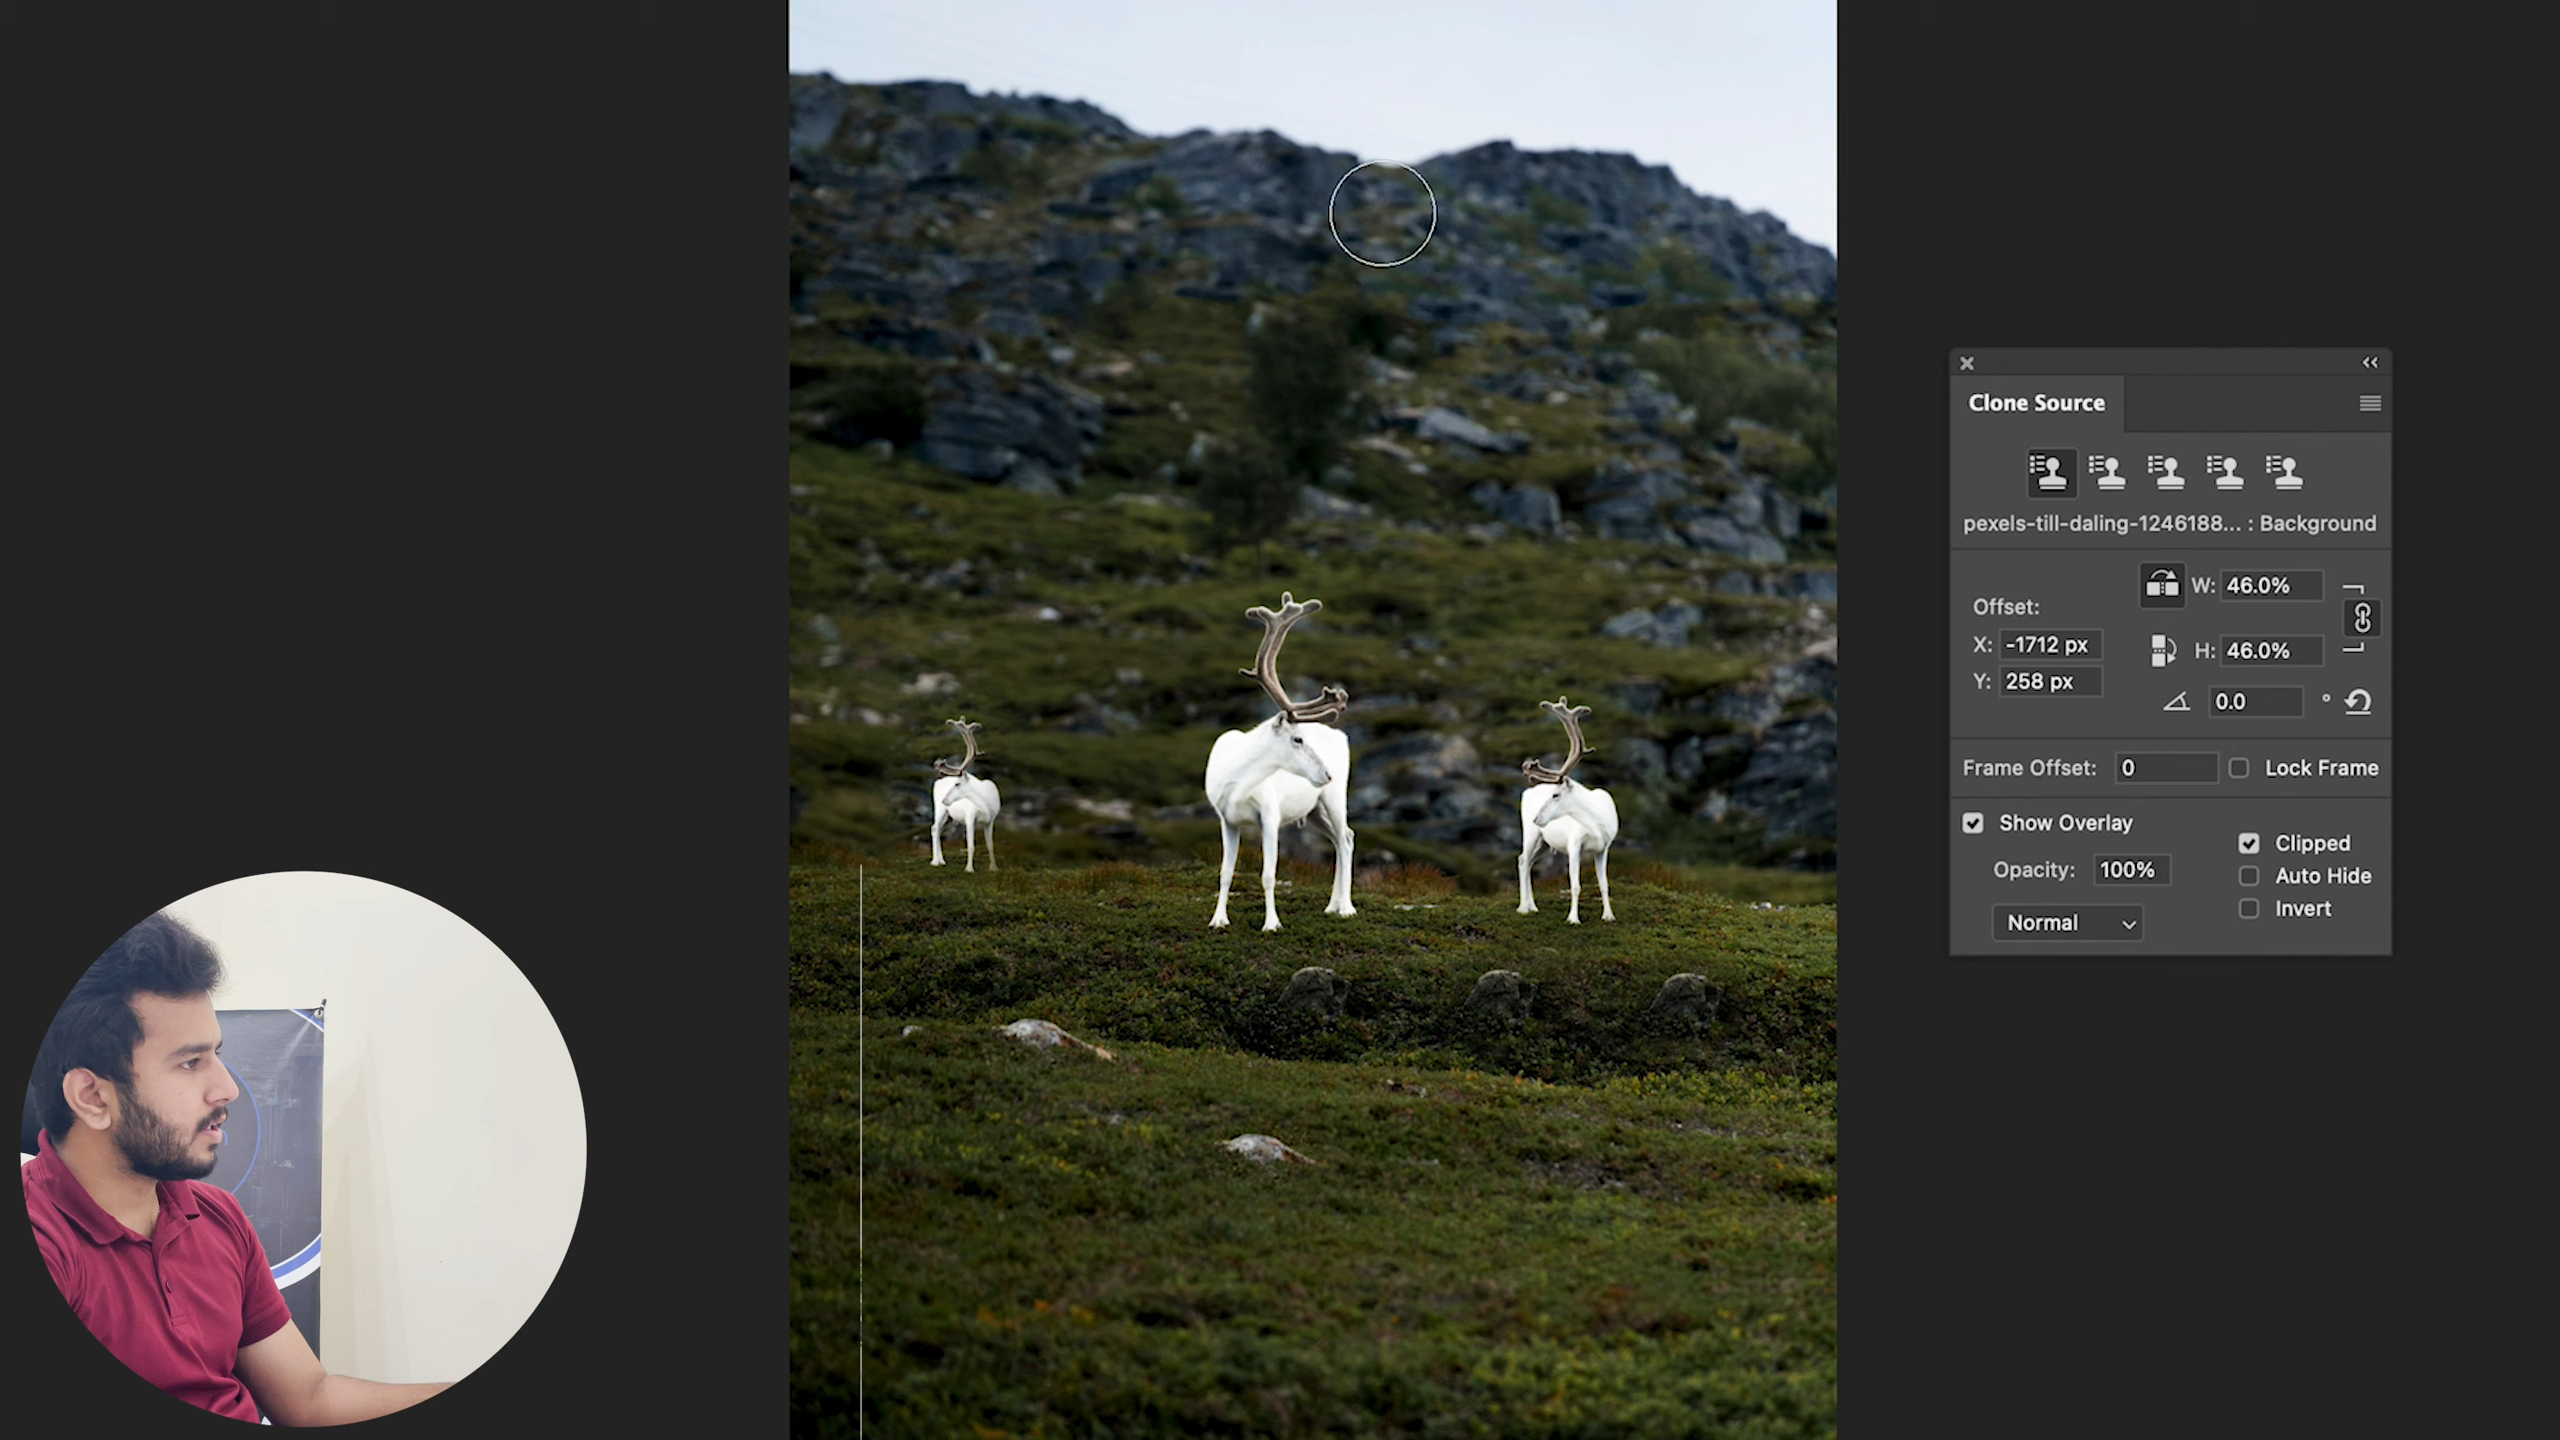 Clone Source
pexels-till-daling-1246188... : Background
Offset:
X: -1712 px
Y: 258 px
W: 46.0%
H: 46.0%
0.0 °
Frame Offset: 0
Lock Frame
Show Overlay
Opacity: 100%
Normal
Clipped
Auto Hide
Invert